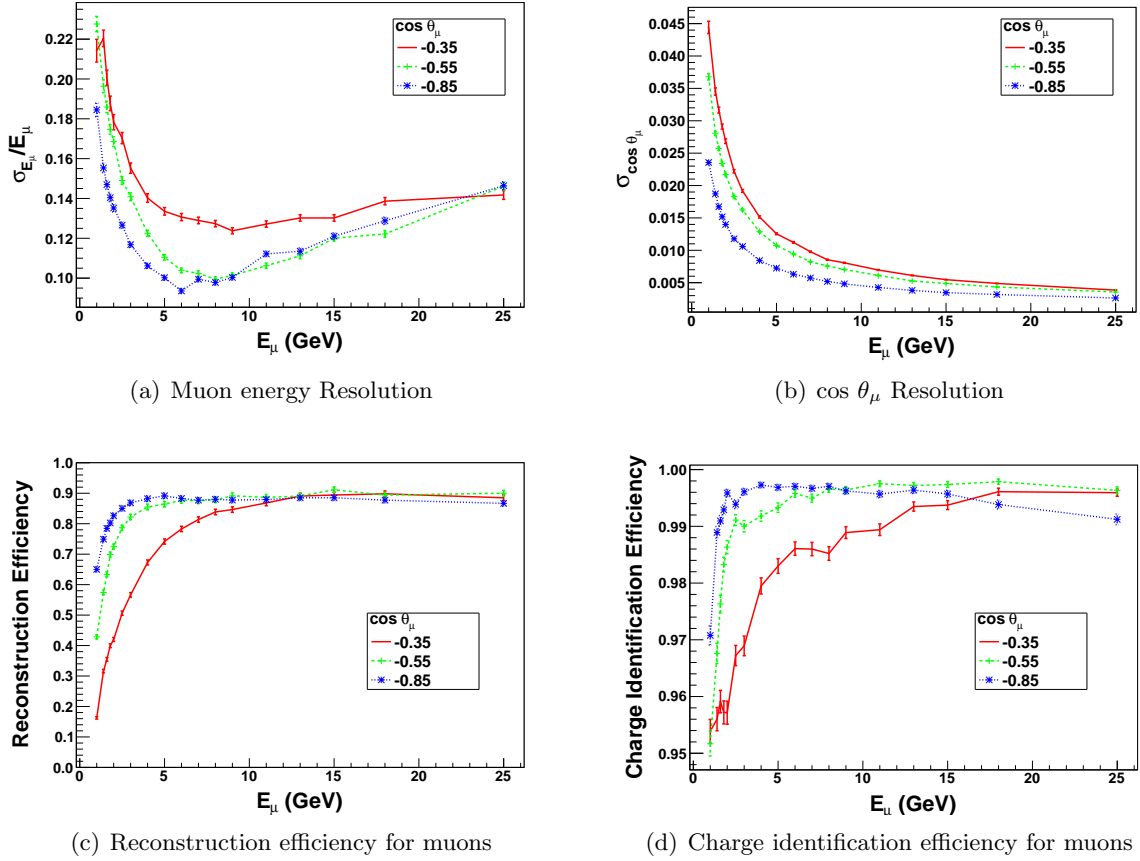 σ_Eμ/Eμ
0.22
0.20
0.18
0.16
0.14
0.12
0.10
0 5 10 15 20 25
Eμ (GeV)
cos θμ
-0.35
-0.55
-0.85
(a) Muon energy Resolution
σcos θμ
0.045
0.040
0.035
0.030
0.025
0.020
0.015
0.010
0.005
0 5 10 15 20 25
Eμ (GeV)
cos θμ
-0.35
-0.55
-0.85
(b) cos θμ Resolution
Reconstruction Efficiency
1.0
0.9
0.8
0.7
0.6
0.5
0.4
0.3
0.2
0.1
0.0
0 5 10 15 20 25
Eμ (GeV)
cos θμ
-0.35
-0.55
-0.85
(c) Reconstruction efficiency for muons
Charge Identification Efficiency
1.00
0.99
0.98
0.97
0.96
0.95
0 5 10 15 20 25
Eμ (GeV)
cos θμ
-0.35
-0.55
-0.85
(d) Charge identification efficiency for muons